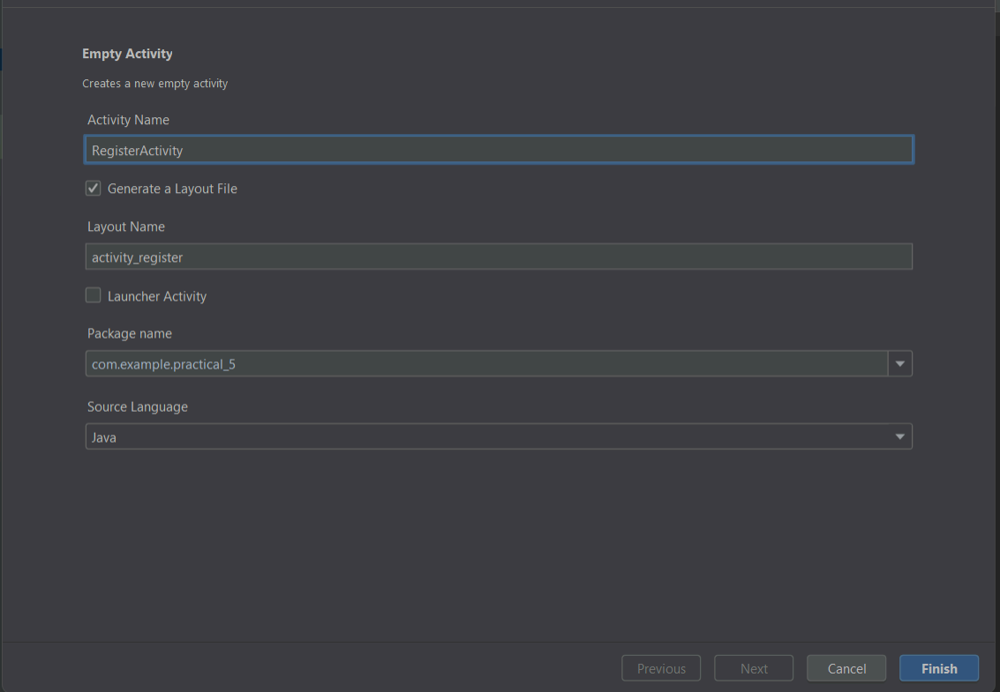 Empty Activity
Creates a new empty activity
Activity Name
RegisterActivity
Generate a Layout File
Layout Name
activity_register
Launcher Activity
Package name
com.example.practical_5
Source Language
Java
Previous Next Cancel Finish